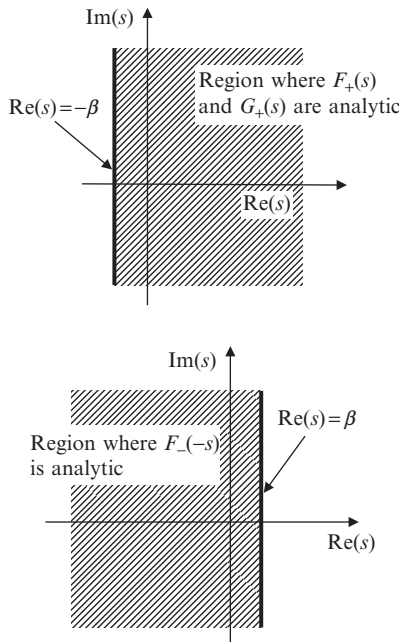 Im(s)
Region where F₊(s)
and G₊(s) are analytic
Re(s)=−β
Re(s)
Im(s)
Re(s)=β
Region where F₋(−s)
is analytic
Re(s)